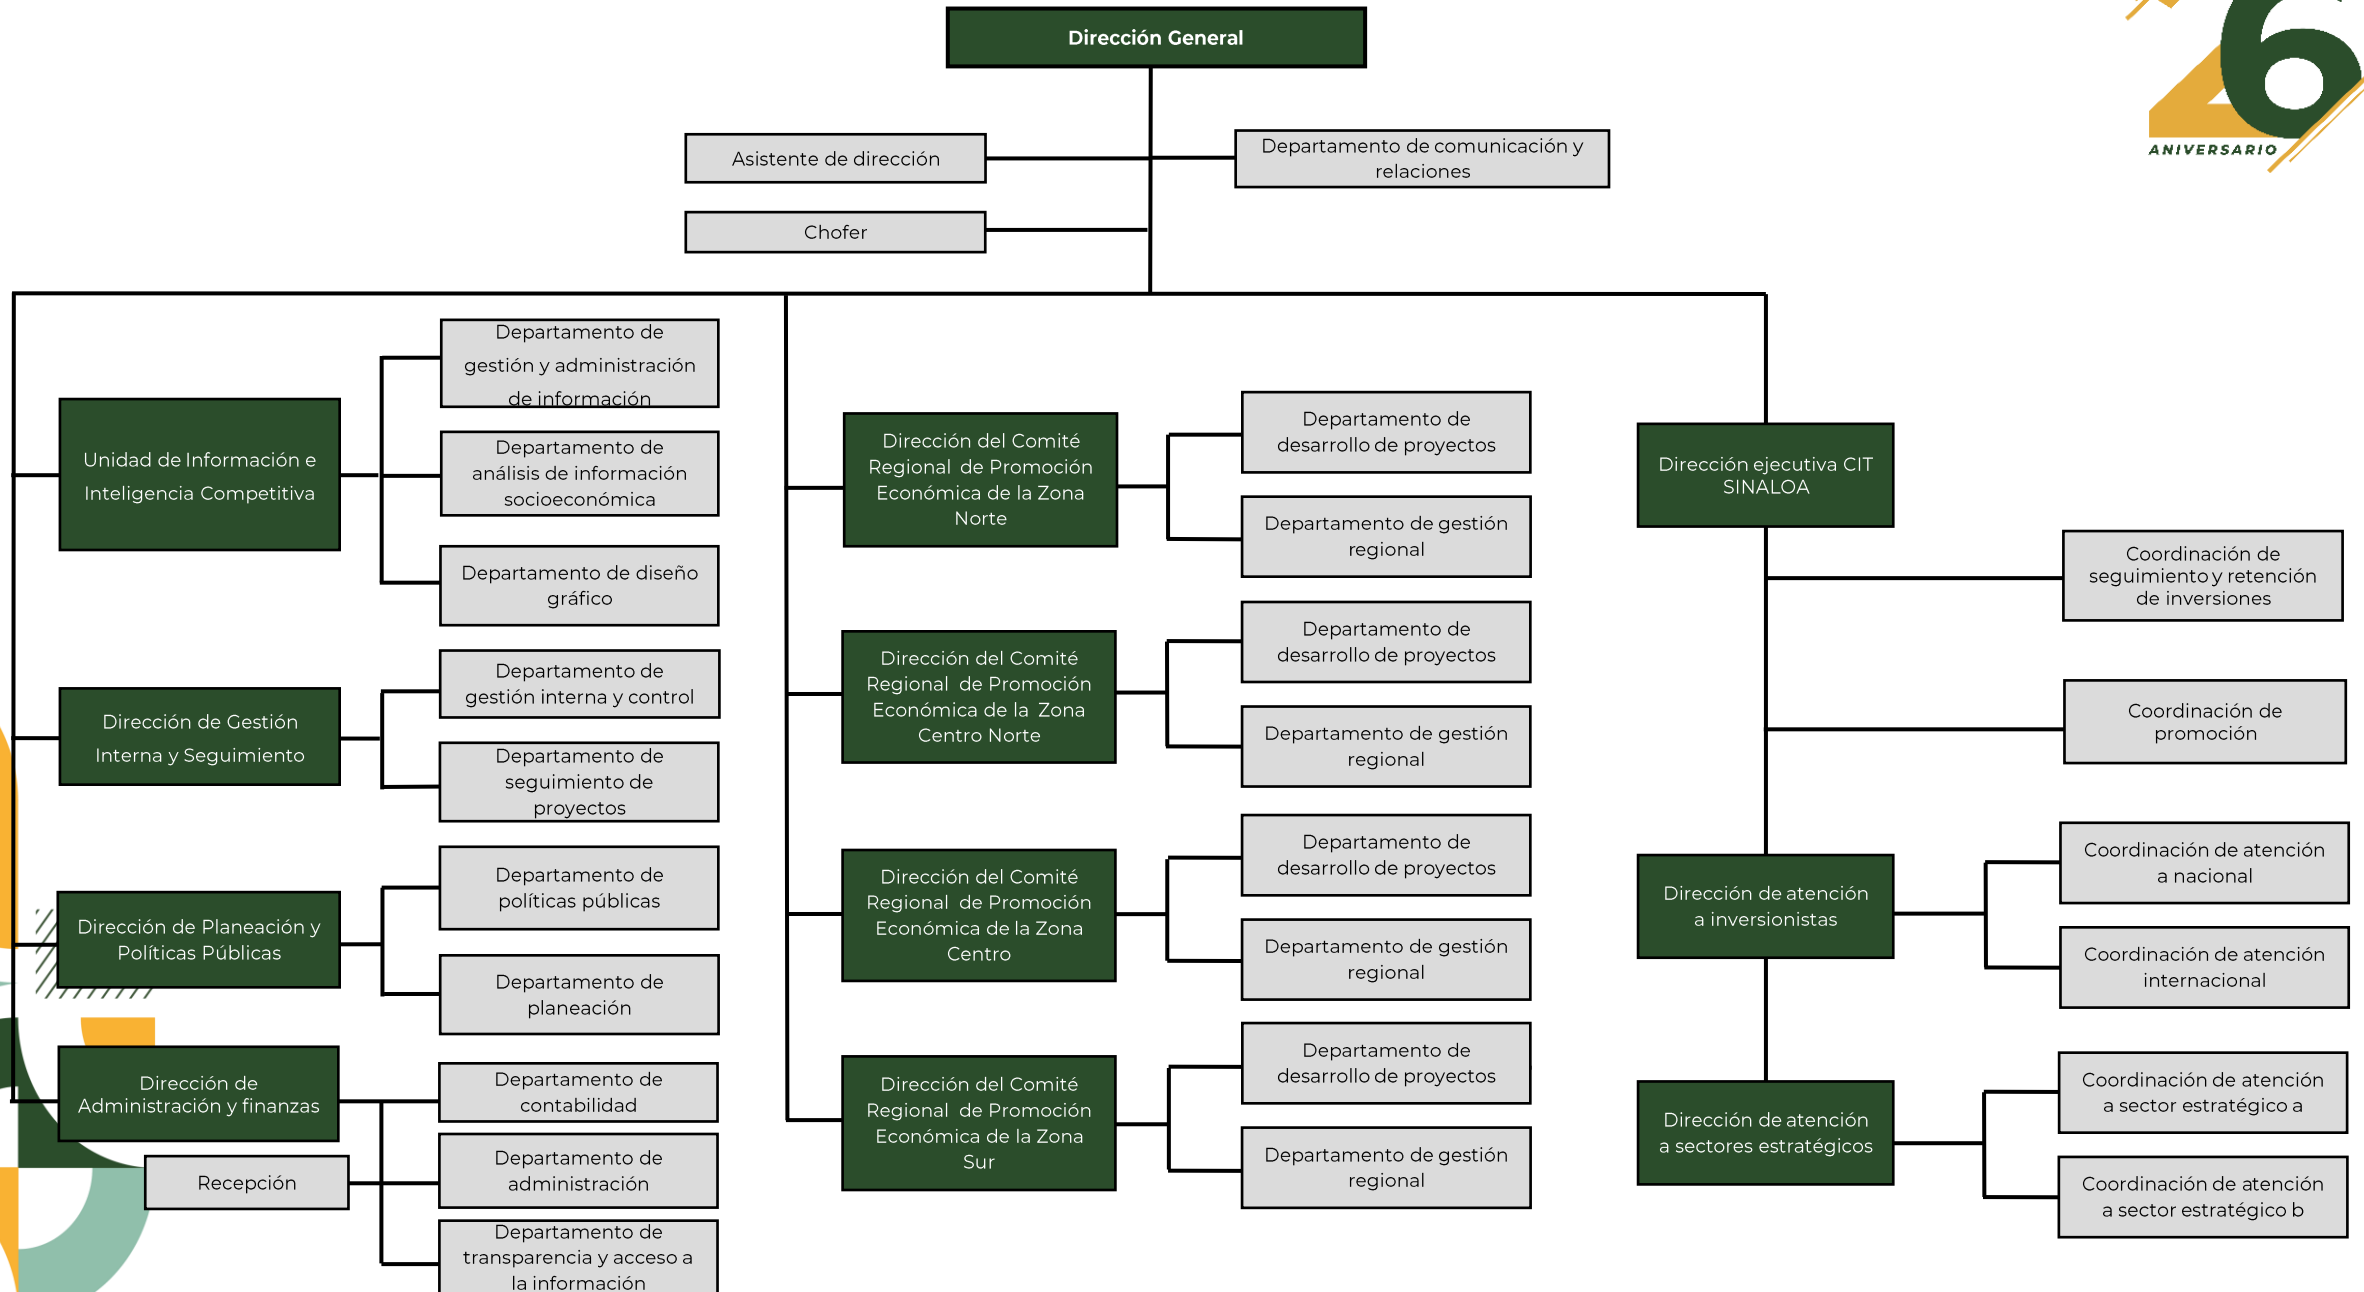 Dirección General
26
ANIVERSARIO
Asistente de dirección
Departamento de comunicación y
relaciones
Chofer
Unidad de Información e
Inteligencia Competitiva
Departamento de
gestión y administración
de información
Departamento de
análisis de información
socioeconómica
Departamento de diseño
gráfico
Dirección de Gestión
Interna y Seguimiento
Departamento de
gestión interna y control
Departamento de
seguimiento de
proyectos
Dirección de Planeación y
Políticas Públicas
Departamento de
políticas públicas
Departamento de
planeación
Dirección de
Administración y finanzas
Recepción
Departamento de
contabilidad
Departamento de
administración
Departamento de
transparencia y acceso a
la información
Dirección del Comité
Regional de Promoción
Económica de la Zona
Norte
Departamento de
desarrollo de proyectos
Departamento de gestión
regional
Dirección del Comité
Regional de Promoción
Económica de la Zona
Centro Norte
Departamento de
desarrollo de proyectos
Departamento de gestión
regional
Dirección del Comité
Regional de Promoción
Económica de la Zona
Centro
Departamento de
desarrollo de proyectos
Departamento de gestión
regional
Dirección del Comité
Regional de Promoción
Económica de la Zona
Sur
Departamento de
desarrollo de proyectos
Departamento de gestión
regional
Dirección ejecutiva CIT
SINALOA
Coordinación de
seguimiento y retención
de inversiones
Coordinación de
promoción
Dirección de atención
a inversionistas
Coordinación de atención
a nacional
Coordinación de atención
internacional
Dirección de atención
a sectores estratégicos
Coordinación de atención
a sector estratégico a
Coordinación de atención
a sector estratégico b